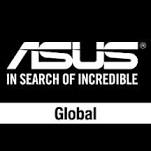 ASUS®
IN SEARCH OF INCREDIBLE
Global